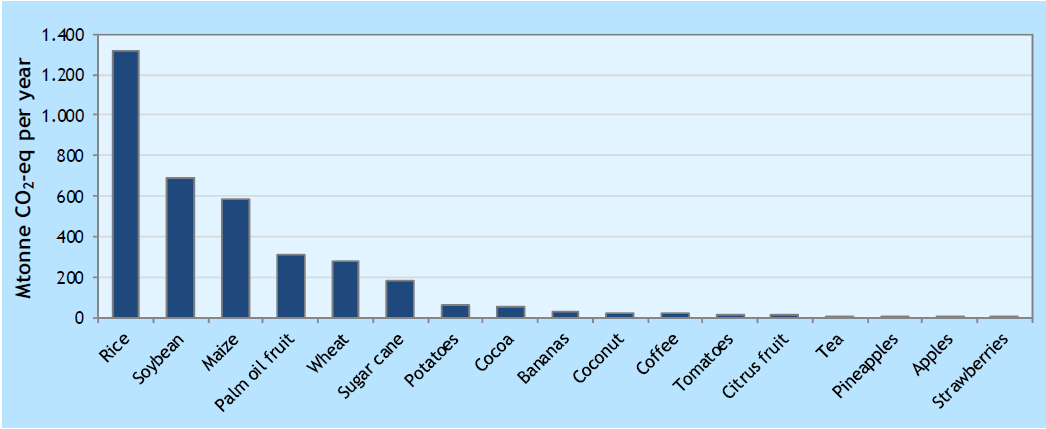 Mtonne CO₂-eq per year
1.400
1.200
1.000
800
600
400
200
0
Rice
Soybean
Maize
Palm oil fruit
Wheat
Sugar cane
Potatoes
Cocoa
Bananas
Coconut
Coffee
Tomatoes
Citrus fruit
Tea
Pineapples
Apples
Strawberries